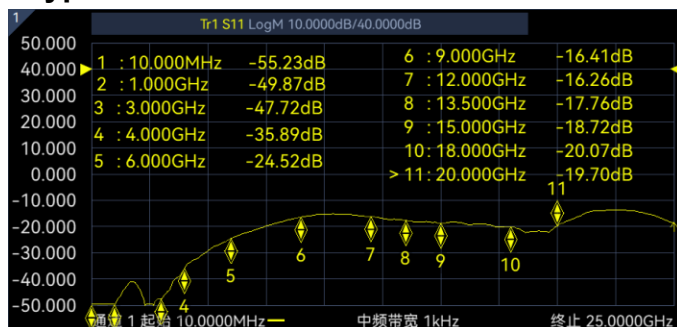 1
Tr1 S11 LogM 10.0000dB/40.0000dB
50.000
40.000
30.000
20.000
10.000
0.000
-10.000
-20.000
-30.000
-40.000
-50.000
1 :10.000MHz -55.23dB
2 :1.000GHz -49.87dB
3 :3.000GHz -47.72dB
4 :4.000GHz -35.89dB
5 :6.000GHz -24.52dB
6 :9.000GHz -16.41dB
7 :12.000GHz -16.26dB
8 :13.500GHz -17.76dB
9 :15.000GHz -18.72dB
10:18.000GHz -20.07dB
>11:20.000GHz -19.70dB
11
4
5
6
7
8
9
10
通道 1 起始 10.0000MHz
中频带宽 1kHz
终止 25.0000GHz